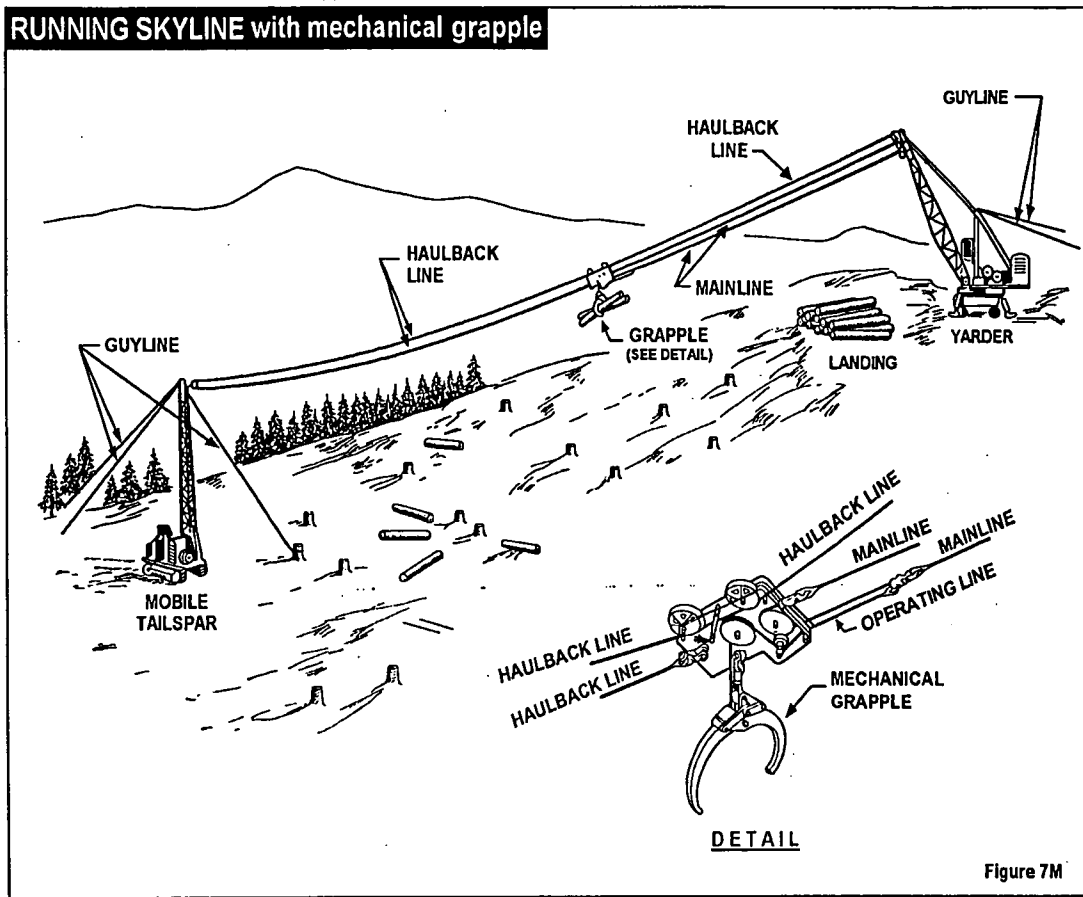 RUNNING SKYLINE with mechanical grapple
GUYLINE
HAULBACK
LINE
HAULBACK
LINE
MAINLINE
GUYLINE
GRAPPLE
(SEE DETAIL)
LANDING
YARDER
MOBILE
TAILSPAR
HAULBACK LINE
MAINLINE
MAINLINE
OPERATING LINE
HAULBACK LINE
HAULBACK LINE
MECHANICAL
GRAPPLE
DETAIL
Figure 7M